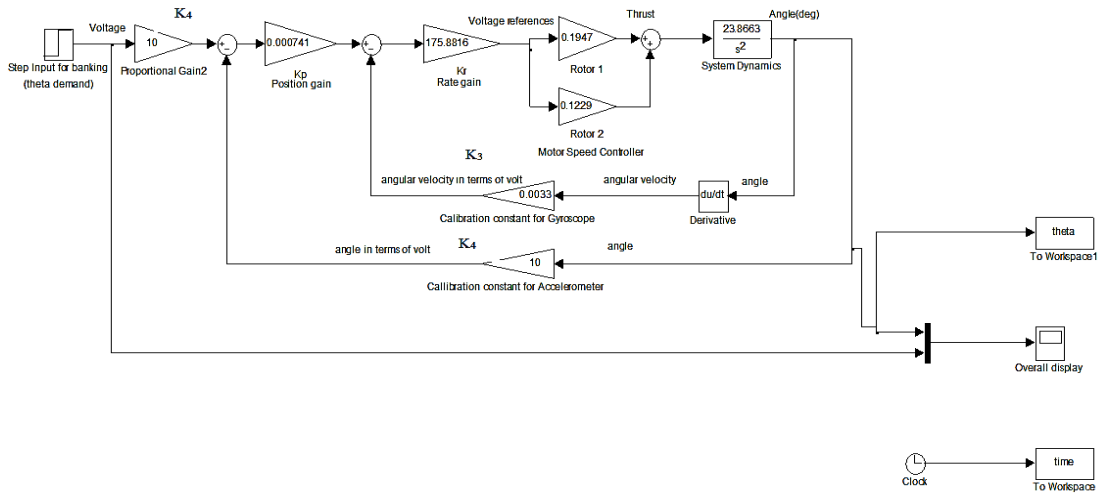 K₄
Voltage
10
Step Input for banking
(theta demand)
Proportional Gain2
+
−
0.000741
Kp
Position gain
+
−
175.8816
Kr
Rate gain
Voltage references
0.1947
Rotor 1
0.1229
Rotor 2
Motor Speed Controller
Thrust
+
+
23.8663
s²
System Dynamics
Angle(deg)
K₃
angular velocity in terms of volt
0.0033
Calibration constant for Gyroscope
angular velocity
du/dt
Derivative
angle
K₄
angle in terms of volt
10
Callibration constant for Accelerometer
angle
theta
To Workspace1
Overall display
Clock
time
To Workspace